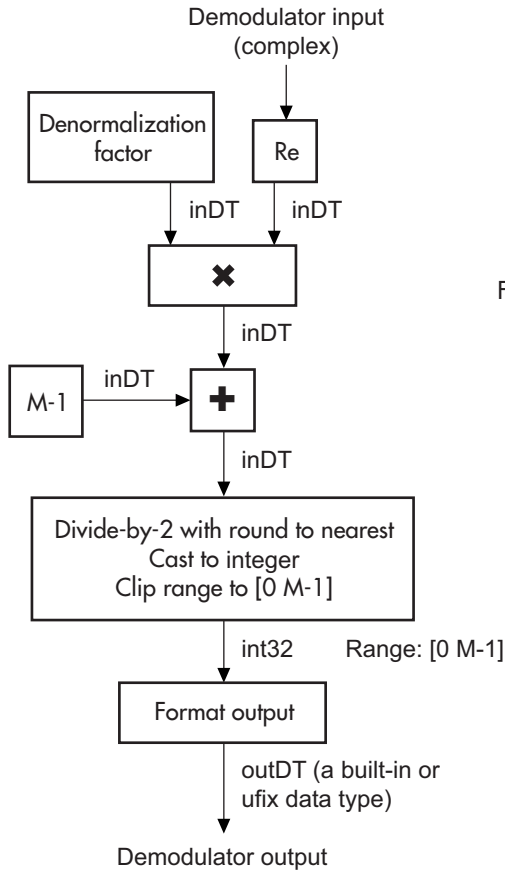 Demodulator input
(complex)
Denormalization
factor
Re
inDT
inDT
F
inDT
inDT
M-1
inDT
Divide-by-2 with round to nearest
Cast to integer
Clip range to [0 M-1]
int32
Range: [0 M-1]
Format output
outDT (a built-in or
ufix data type)
Demodulator output